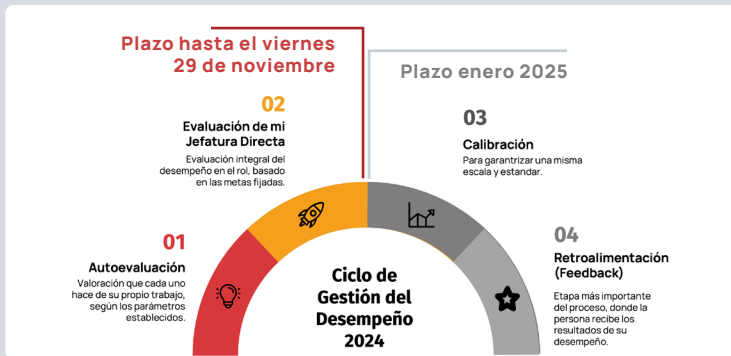 Plazo hasta el viernes
29 de noviembre
Plazo enero 2025
02
Evaluación de mi
Jefatura Directa
Evaluación integral del
desempeño en el rol, basado
en las metas fijadas.
03
Calibración
Para garantrizar una misma
escala y estandar.
01
Autoevaluación
Valoración que cada uno
hace de su propio trabajo,
según los parámetros
establecidos.
04
Retroalimentación
(Feedback)
Etapa más importante
del proceso, donde la
persona recibe los
resultados de su
desempeño.
Ciclo de
Gestión del
Desempeño
2024